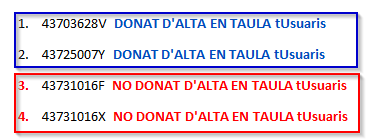 1. 43703628V DONAT D'ALTA EN TAULA tUsuaris
2. 43725007Y DONAT D'ALTA EN TAULA tUsuaris
3. 43731016F NO DONAT D'ALTA EN TAULA tUsuaris
4. 43731016X NO DONAT D'ALTA EN TAULA tUsuaris